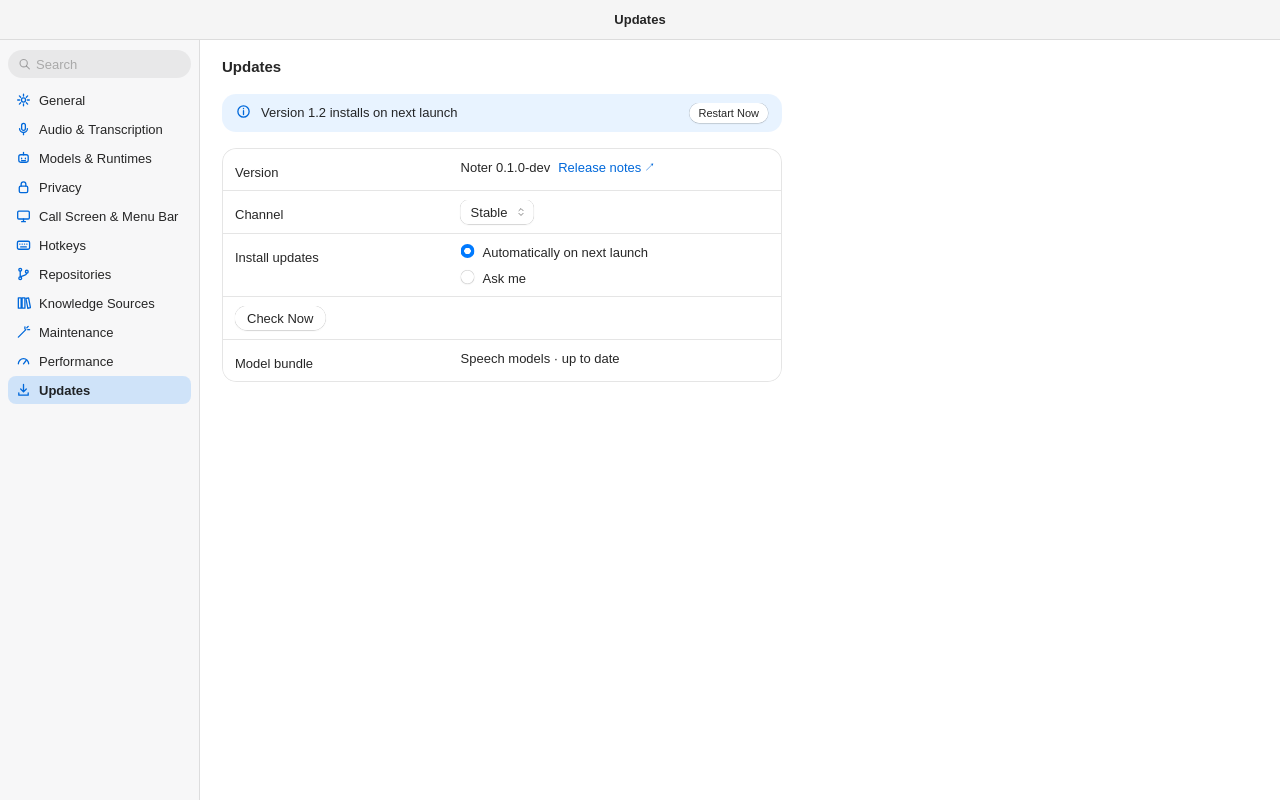 Updates
Search
General
Audio & Transcription
Models & Runtimes
Privacy
Call Screen & Menu Bar
Hotkeys
Repositories
Knowledge Sources
Maintenance
Performance
Updates
Updates
Version 1.2 installs on next launch Restart Now
Version Noter 0.1.0-dev Release notes ↗
Channel Stable
Install updates Automatically on next launch
Ask me
Check Now
Model bundle Speech models · up to date